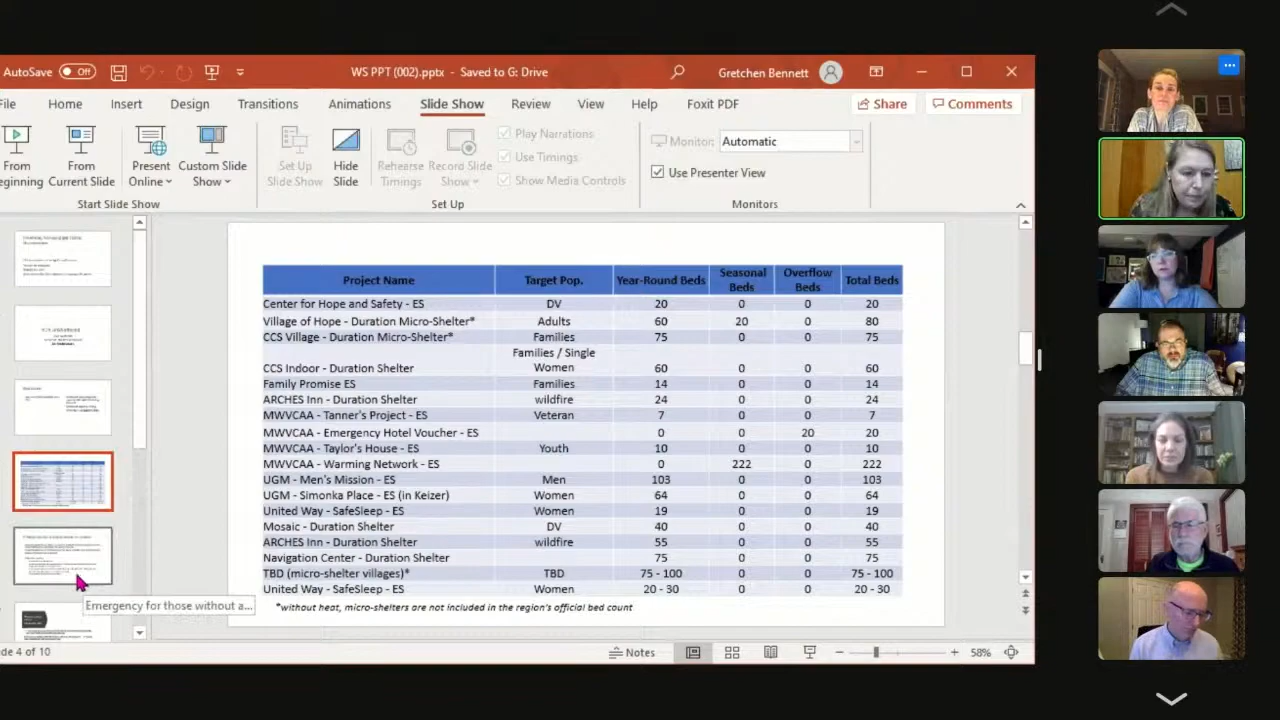 AutoSave Off WS PPT (002).pptx - Saved to G: Drive Gretchen Bennett
File Home Insert Design Transitions Animations Slide Show Review View Help Foxit PDF Share Comments
From Beginning
From Current Slide
Present Online
Custom Slide Show
Set Up Slide Show
Hide Slide
Rehearse Timings
Record Slide Show
Play Narrations
Use Timings
Show Media Controls
Monitor: Automatic
Use Presenter View
Start Slide Show Set Up Monitors
Project Name Target Pop. Year-Round Beds Seasonal Beds Overflow Beds Total Beds
Center for Hope and Safety - ES DV 20 0 0 20
Village of Hope - Duration Micro-Shelter* Adults 60 20 0 80
CCS Village - Duration Micro-Shelter* Families 75 0 0 75
CCS Indoor - Duration Shelter Families / Single Women 60 0 0 60
Family Promise ES Families 14 0 0 14
ARCHES Inn - Duration Shelter wildfire 24 0 0 24
MWVCAA - Tanner's Project - ES Veteran 7 0 0 7
MWVCAA - Emergency Hotel Voucher - ES 0 0 20 20
MWVCAA - Taylor's House - ES Youth 10 0 0 10
MWVCAA - Warming Network - ES 0 222 0 222
UGM - Men's Mission - ES Men 103 0 0 103
UGM - Simonka Place - ES (in Keizer) Women 64 0 0 64
United Way - SafeSleep - ES Women 19 0 0 19
Mosaic - Duration Shelter DV 40 0 0 40
ARCHES Inn - Duration Shelter wildfire 55 0 0 55
Navigation Center - Duration Shelter 75 0 0 75
TBD (micro-shelter villages)* TBD 75 - 100 0 0 75 - 100
United Way - SafeSleep - ES Women 20 - 30 0 0 20 - 30
*without heat, micro-shelters are not included in the region's official bed count
Emergency for those without a...
de 4 of 10 Notes 58%